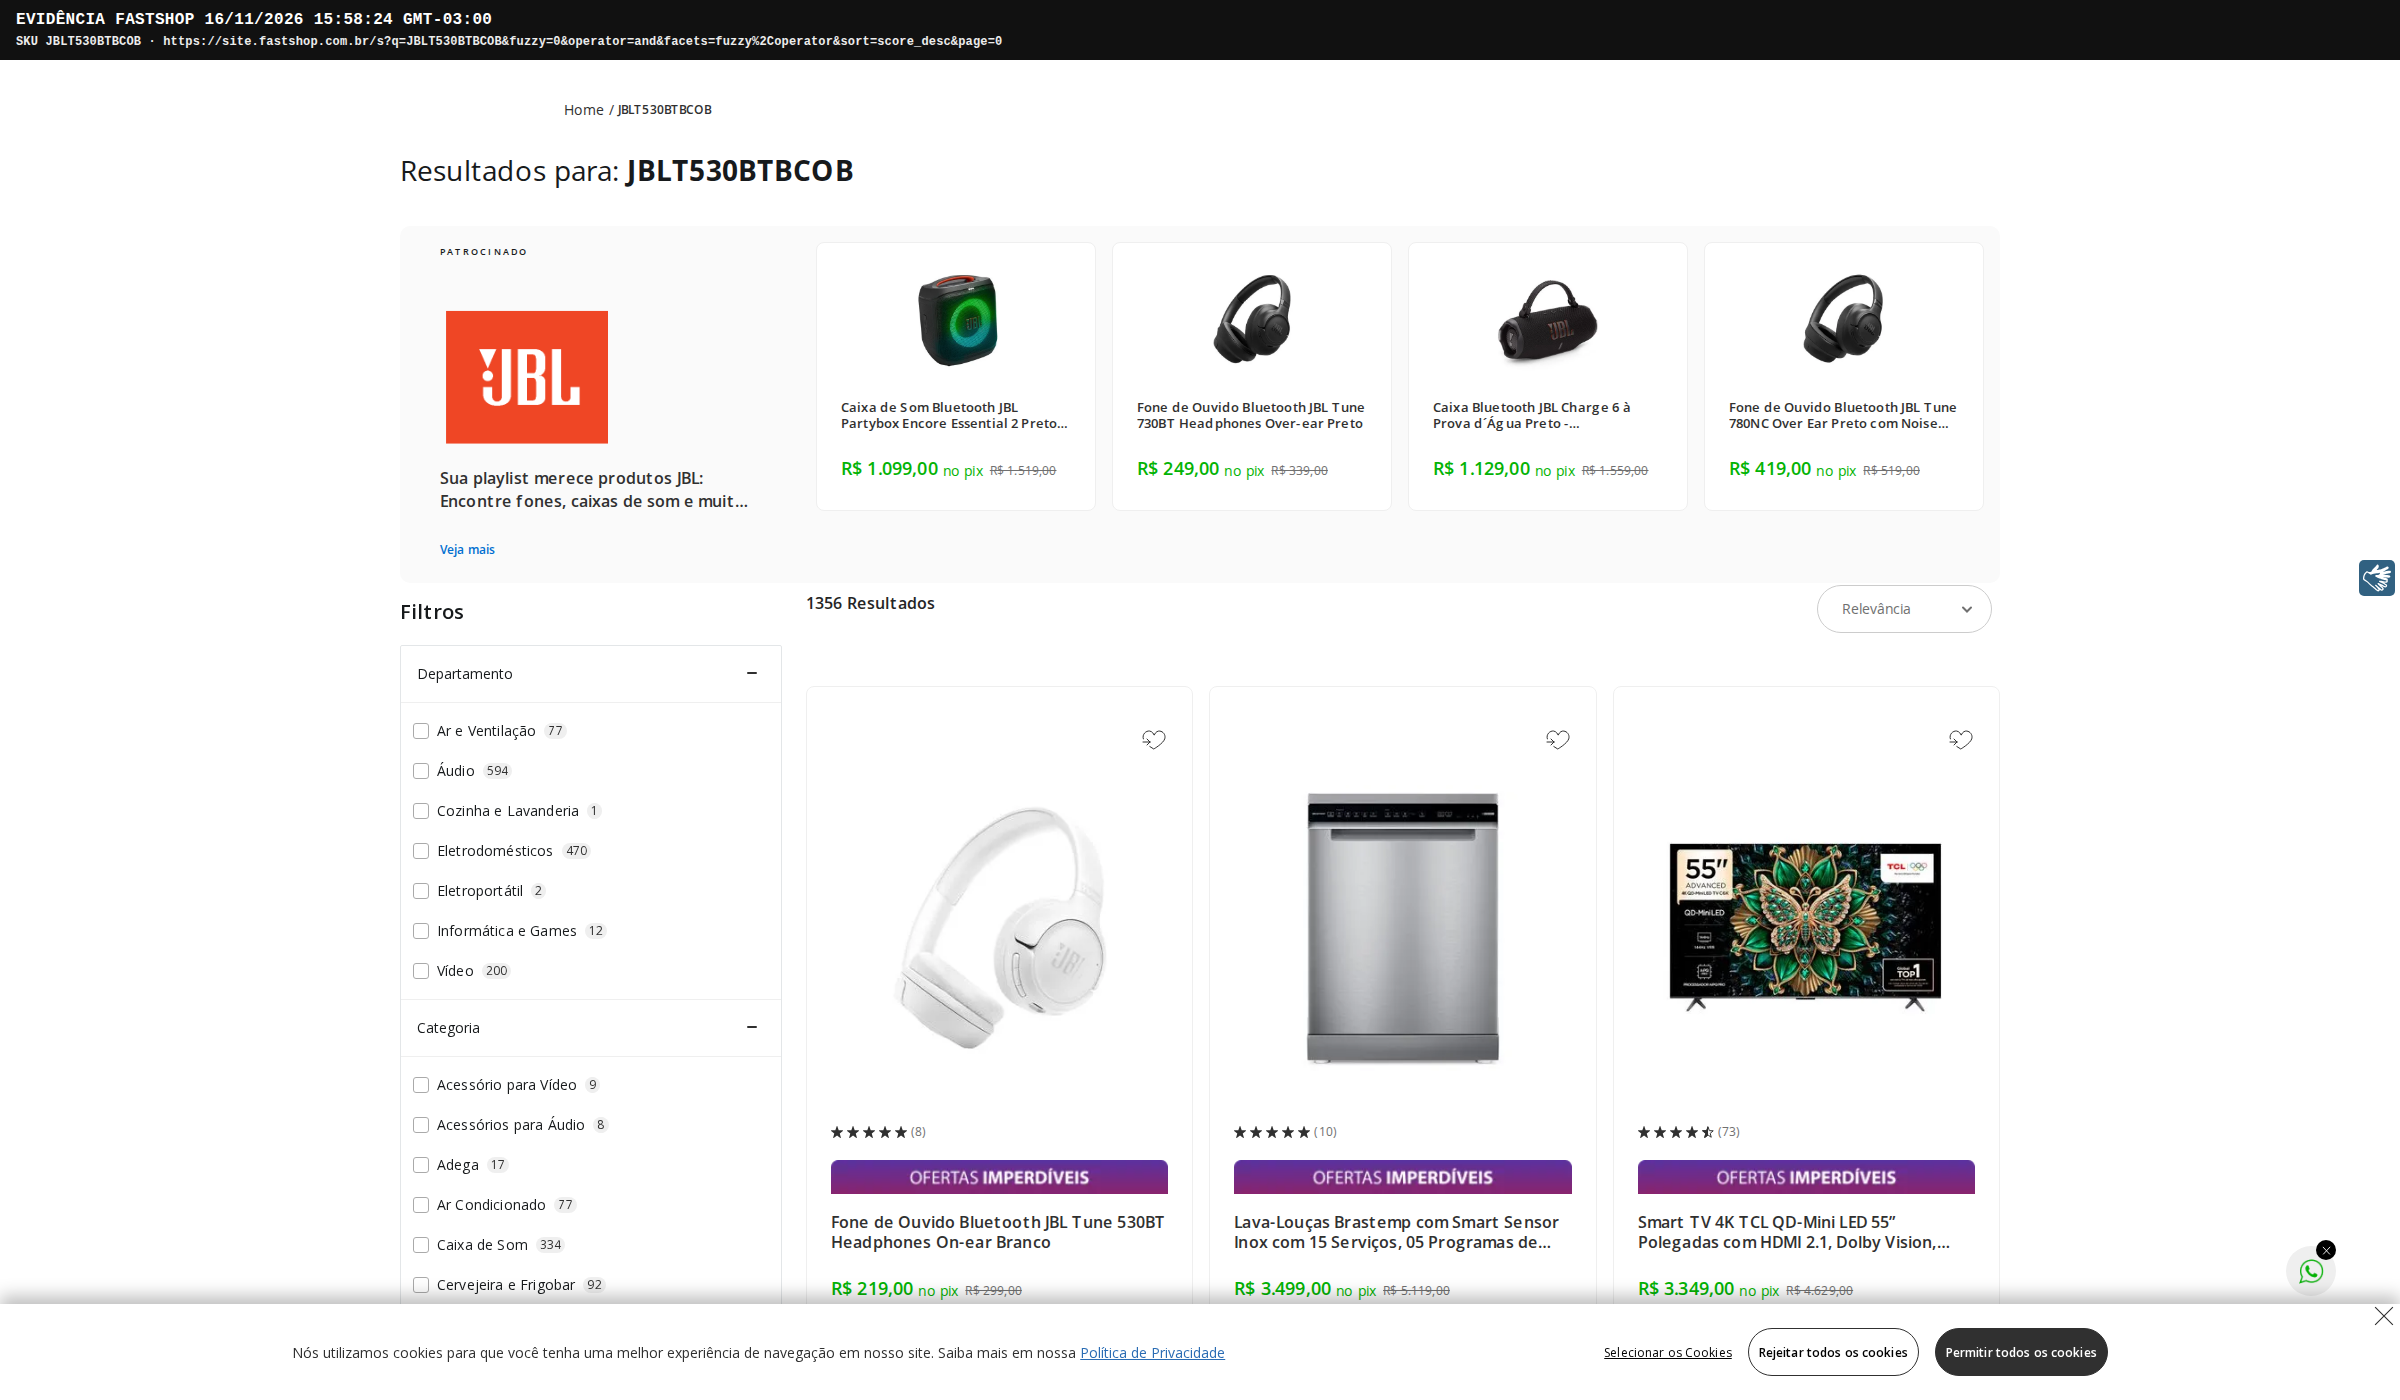 EVIDÊNCIA FASTSHOP 16/11/2026 15:58:24 GMT-03:00
SKU JBLT530BTBCOB · https://site.fastshop.com.br/s?q=JBLT530BTBCOB&fuzzy=0&operator=and&facets=fuzzy%2Coperator&sort=score_desc&page=0
Home / JBLT530BTBCOB
Resultados para: JBLT530BTBCOB
PATROCINADO
JBL
Sua playlist merece produtos JBL:
Encontre fones, caixas de som e muit...
Veja mais
Caixa de Som Bluetooth JBL
Partybox Encore Essential 2 Preto...
R$ 1.099,00 no pix R$ 1.519,00
Fone de Ouvido Bluetooth JBL Tune
730BT Headphones Over-ear Preto
R$ 249,00 no pix R$ 339,00
Caixa Bluetooth JBL Charge 6 à
Prova d´Água Preto -...
R$ 1.129,00 no pix R$ 1.559,00
Fone de Ouvido Bluetooth JBL Tune
780NC Over Ear Preto com Noise...
R$ 419,00 no pix R$ 519,00
Filtros
1356 Resultados
Relevância
Departamento
Ar e Ventilação 77
Áudio 594
Cozinha e Lavanderia 1
Eletrodomésticos 470
Eletroportátil 2
Informática e Games 12
Vídeo 200
Categoria
Acessório para Vídeo 9
Acessórios para Áudio 8
Adega 17
Ar Condicionado 77
Caixa de Som 334
Cervejeira e Frigobar 92
JBL
(8)
OFERTAS IMPERDÍVEIS
Fone de Ouvido Bluetooth JBL Tune 530BT
Headphones On-ear Branco
R$ 219,00 no pix R$ 299,00
(10)
OFERTAS IMPERDÍVEIS
Lava-Louças Brastemp com Smart Sensor
Inox com 15 Serviços, 05 Programas de...
R$ 3.499,00 no pix R$ 5.119,00
55”
ADVANCED
QD-Mini LED
TCL
Global
TOP1
(73)
OFERTAS IMPERDÍVEIS
Smart TV 4K TCL QD-Mini LED 55”
Polegadas com HDMI 2.1, Dolby Vision,...
R$ 3.349,00 no pix R$ 4.629,00
Nós utilizamos cookies para que você tenha uma melhor experiência de navegação em nosso site. Saiba mais em nossa Política de Privacidade
Selecionar os Cookies
Rejeitar todos os cookies
Permitir todos os cookies